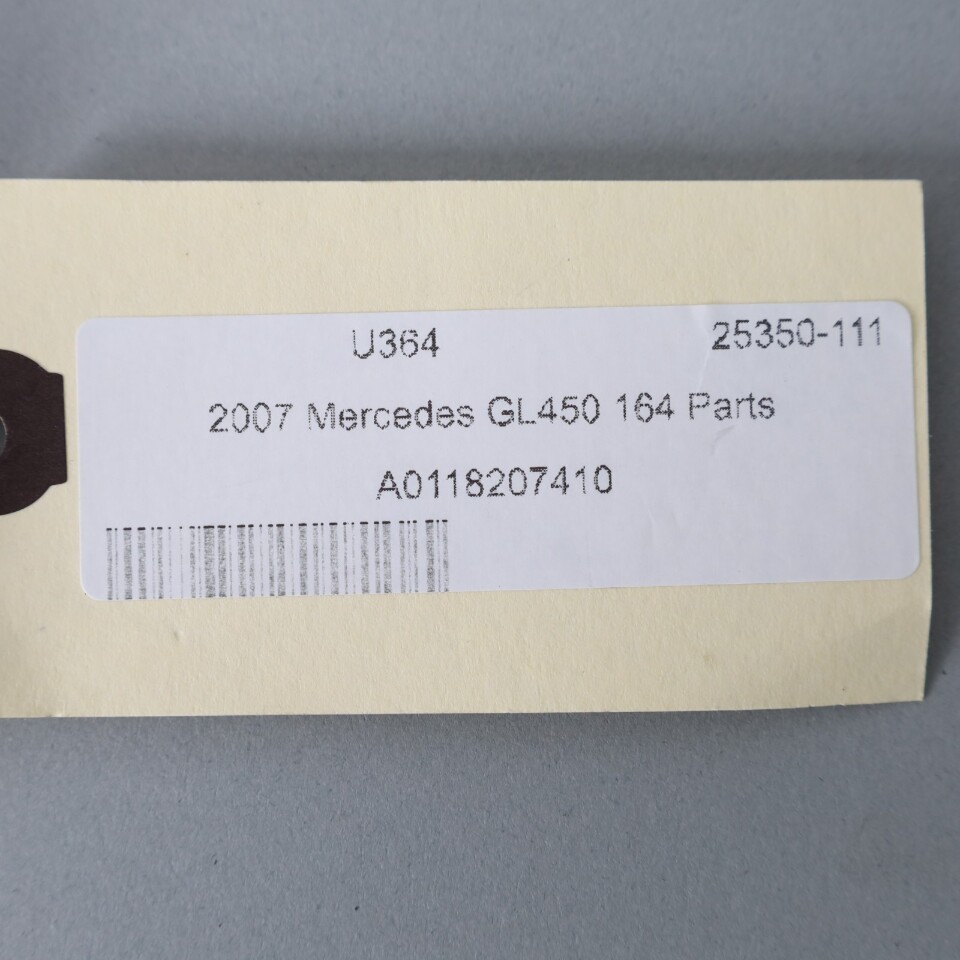 U364 25350-111
2007 Mercedes GL450 164 Parts
A0118207410